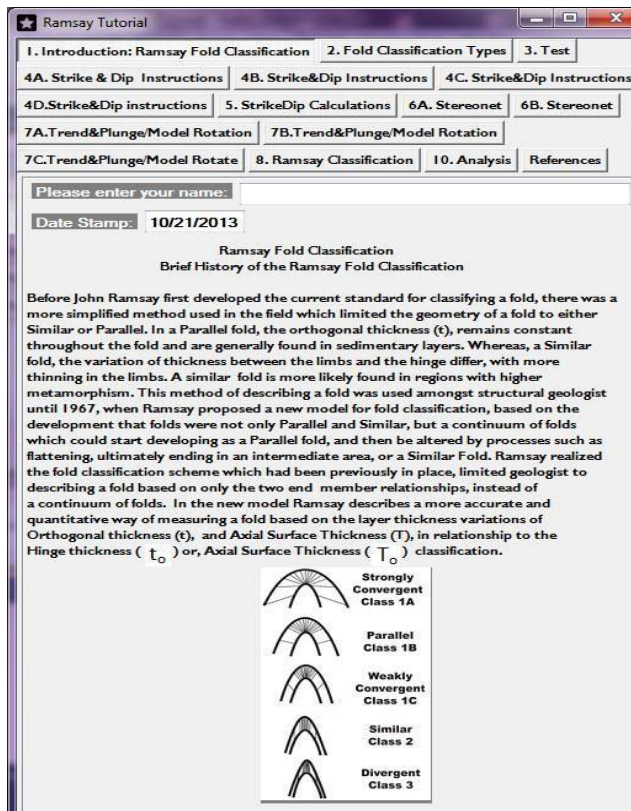 Ramsay Tutorial
1. Introduction: Ramsay Fold Classification
2. Fold Classification Types
3. Test
4A. Strike & Dip Instructions
4B. Strike&Dip Instructions
4C. Strike&Dip Instructions
4D.Strike&Dip instructions
5. StrikeDip Calculations
6A. Stereonet
6B. Stereonet
7A.Trend&Plunge/Model Rotation
7B.Trend&Plunge/Model Rotation
7C.Trend&Plunge/Model Rotate
8. Ramsay Classification
10. Analysis
References
Please enter your name:
Date Stamp: 10/21/2013
Ramsay Fold Classification
Brief History of the Ramsay Fold Classification
Before John Ramsay first developed the current standard for classifying a fold, there was a
more simplified method used in the field which limited the geometry of a fold to either
Similar or Parallel. In a Parallel fold, the orthogonal thickness (t), remains constant
throughout the fold and are generally found in sedimentary layers. Whereas, a Similar
fold, the variation of thickness between the limbs and the hinge differ, with more
thinning in the limbs. A similar fold is more likely found in regions with higher
metamorphism. This method of describing a fold was used amongst structural geologist
until 1967, when Ramsay proposed a new model for fold classification, based on the
development that folds were not only Parallel and Similar, but a continuum of folds
which could start developing as a Parallel fold, and then be altered by processes such as
flattening, ultimately ending in an intermediate area, or a Similar Fold. Ramsay realized
the fold classification scheme which had been previously in place, limited geologist to
describing a fold based on only the two end member relationships, instead of
a continuum of folds. In the new model Ramsay describes a more accurate and
quantitative way of measuring a fold based on the layer thickness variations of
Orthogonal thickness (t), and Axial Surface Thickness (T), in relationship to the
Hinge thickness ( t₀ ) or, Axial Surface Thickness ( T₀ ) classification.
Strongly
Convergent
Class 1A
Parallel
Class 1B
Weakly
Convergent
Class 1C
Similar
Class 2
Divergent
Class 3